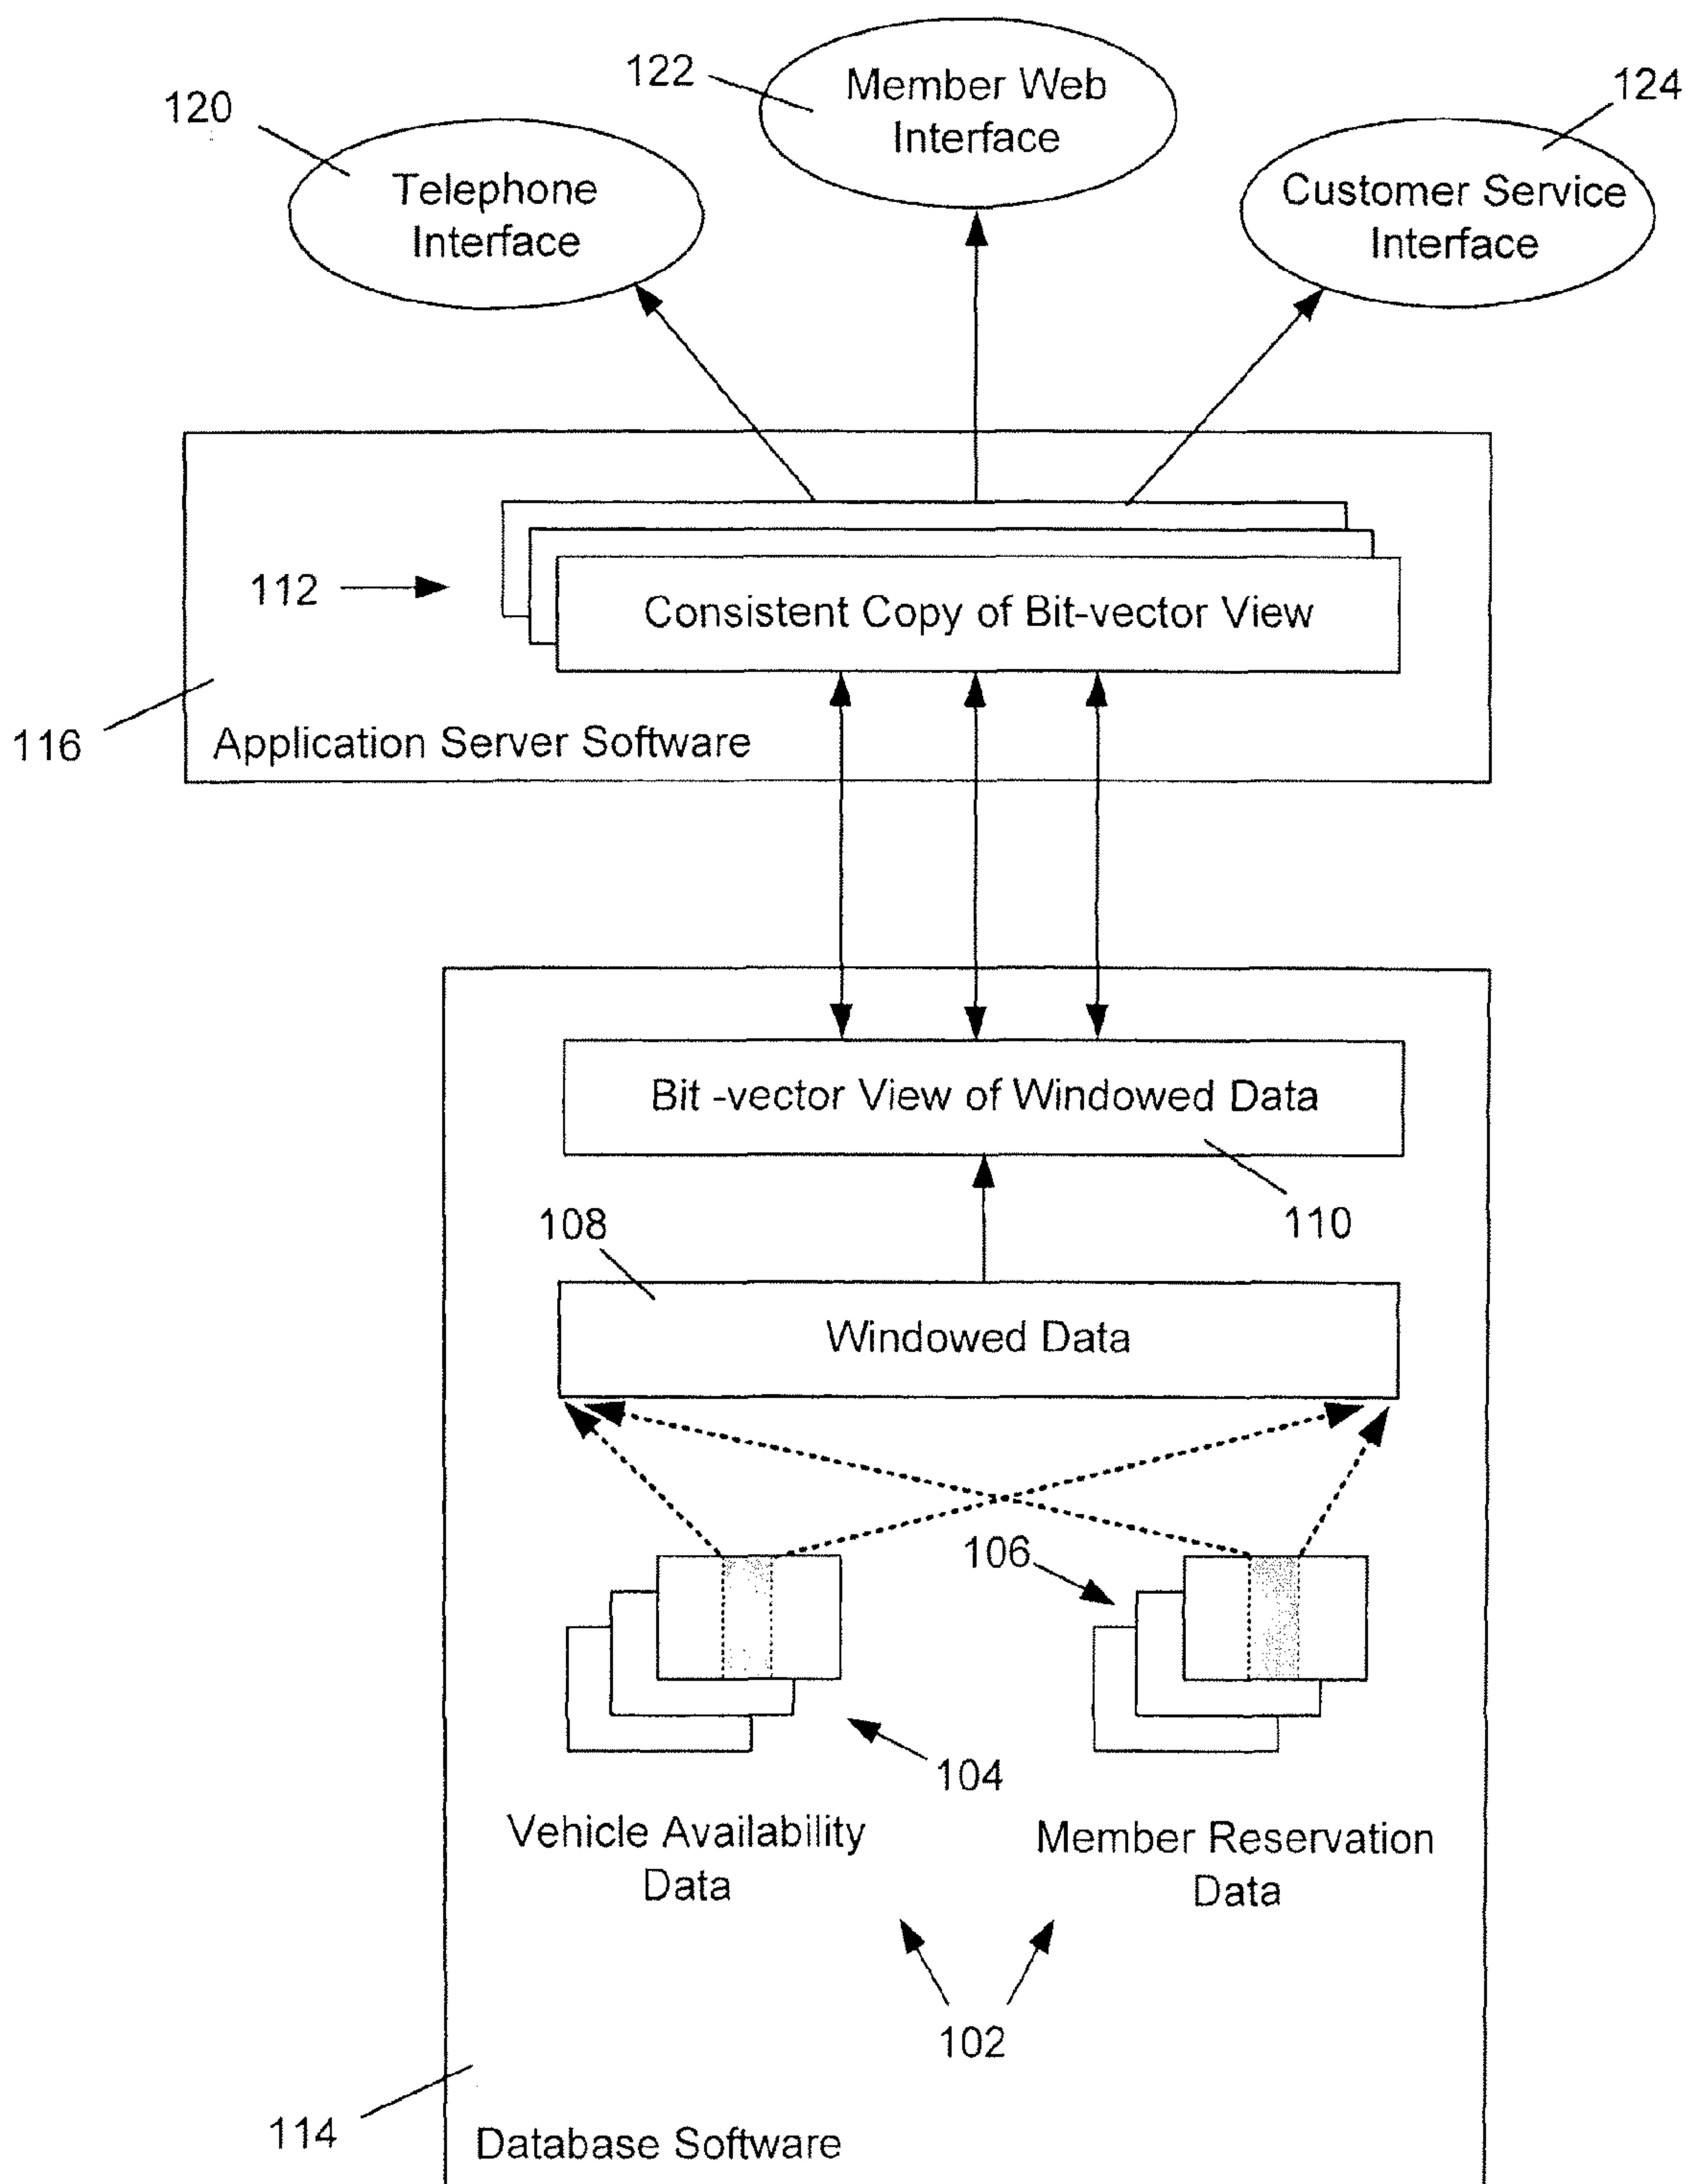 122
Member Web
Interface
124
120
Telephone
Interface
Customer Service
Interface
112
Consistent Copy of Bit-vector View
116
Application Server Software
Bit -vector View of Windowed Data
110
108
Windowed Data
106
104
Vehicle Availability
Data
Member Reservation
Data
102
114
Database Software